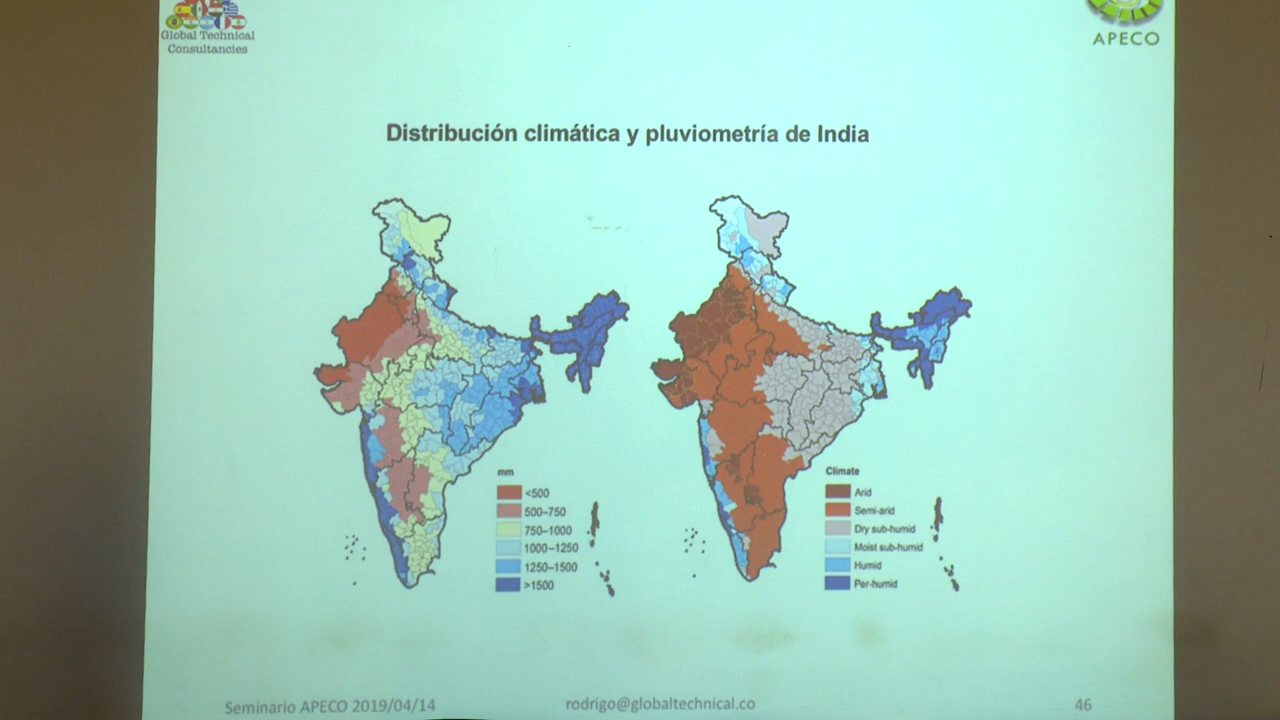 Global Technical
Consultancies
APECO
Distribución climática y pluviometría de India
mm
<500
500–750
750–1000
1000–1250
1250–1500
>1500
Climate
Arid
Semi-arid
Dry sub-humid
Moist sub-humid
Humid
Per-humid
Seminario APECO 2019/04/14
rodrigo@globaltechnical.co
46